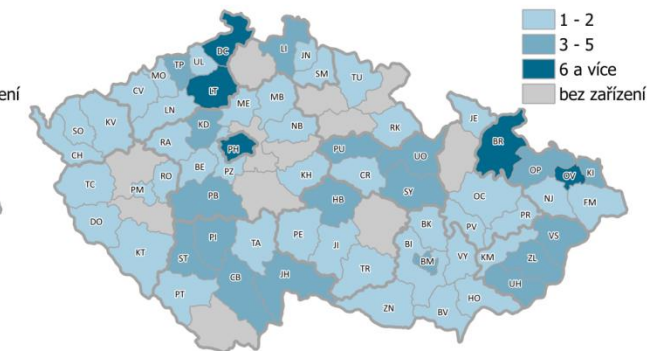 1 - 2
3 - 5
6 a více
bez zařízení
ení
DC
LI
JN
TP
UL
MO
SM
TU
LT
CV
ME
MB
JE
LN
KV
SO
KD
NB
RK
BR
RA
PH
CH
PU
UO
OP
OV
KI
BE
PZ
KH
CR
RO
TC
PM
SY
OC
NJ
FM
PB
HB
PR
DO
PV
BK
VS
PI
TA
PE
JI
BI
KT
ST
BM
VY
KM
ZL
TR
CB
JH
UH
PT
HO
ZN
BV